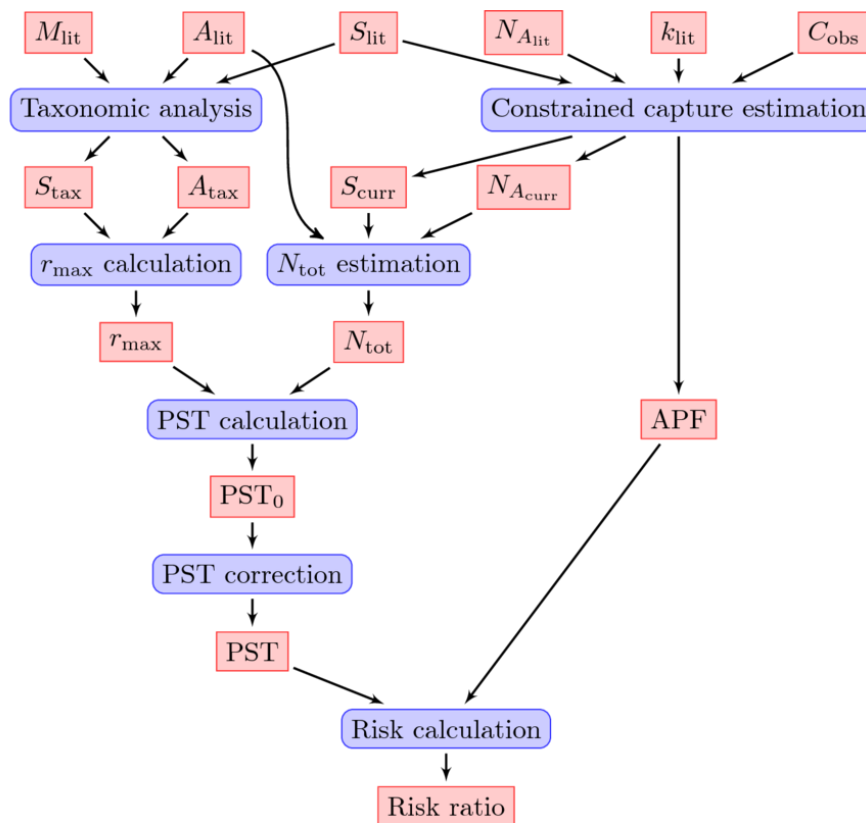 M_lit A_lit S_lit N_A_lit k_lit C_obs
Taxonomic analysis Constrained capture estimation
S_tax A_tax S_curr N_A_curr
r_max calculation N_tot estimation
r_max N_tot
PST calculation APF
PST_0
PST correction
PST
Risk calculation
Risk ratio